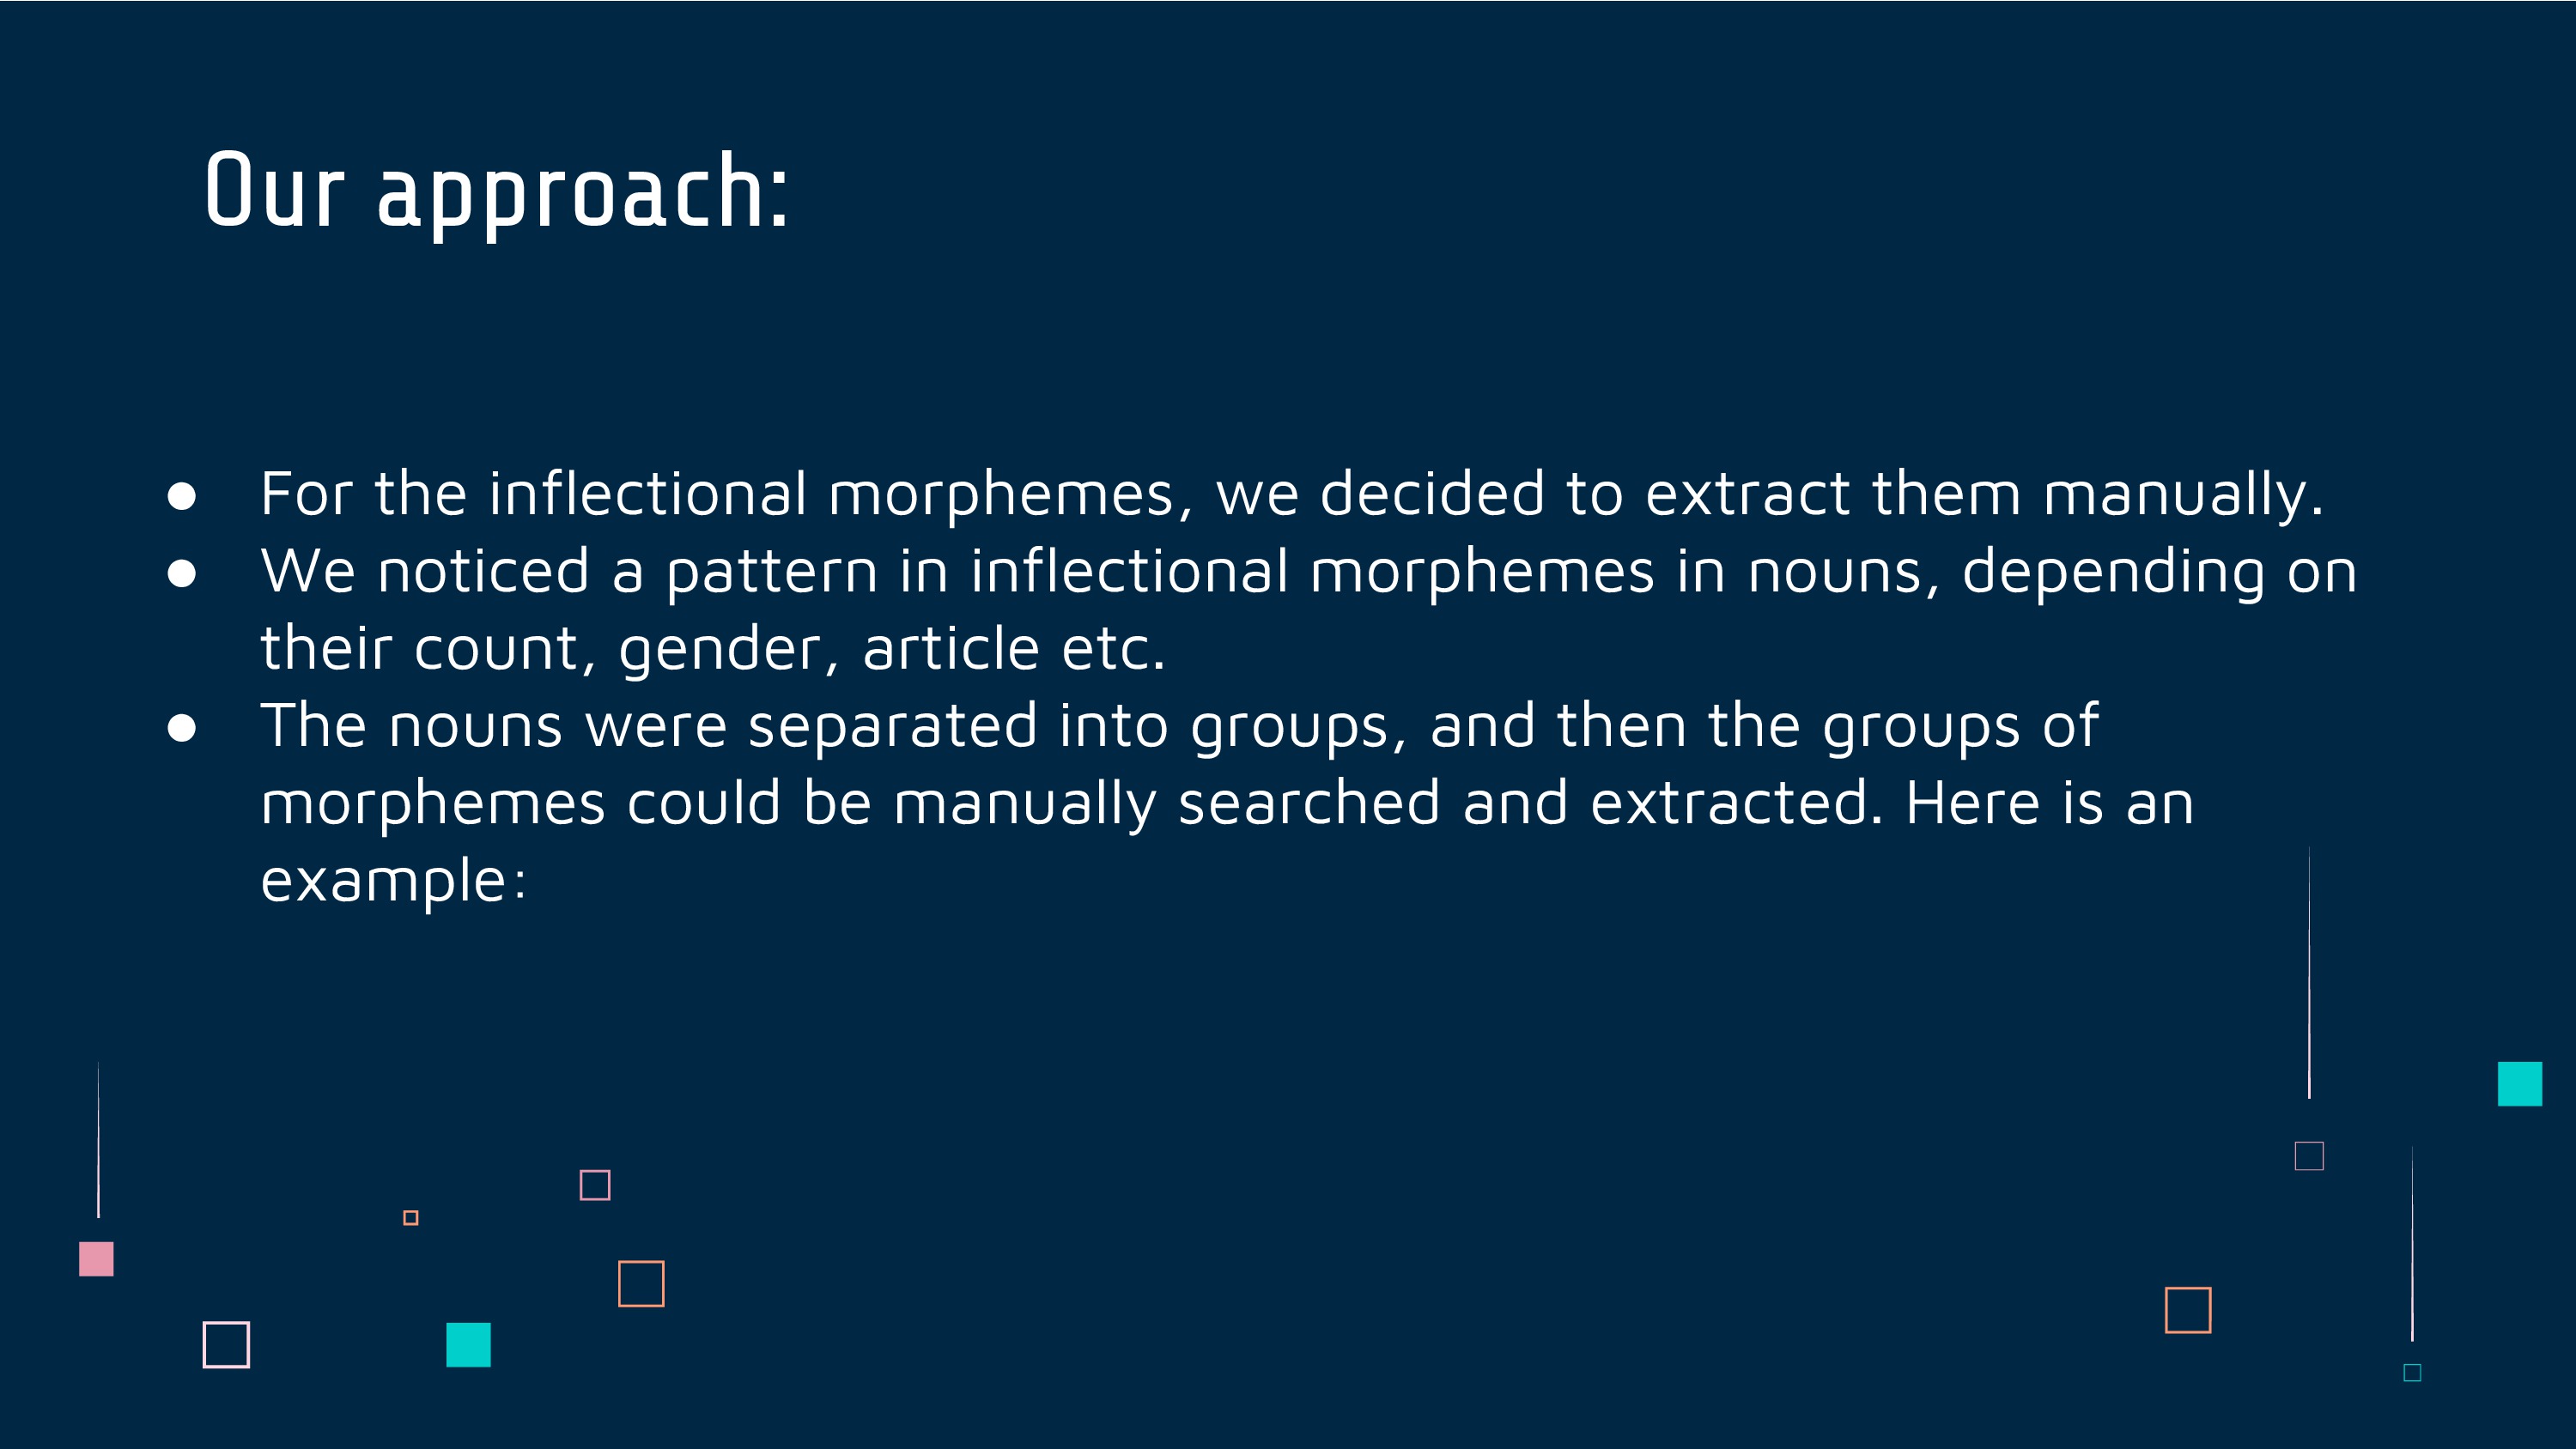 Our approach:
● For the inflectional morphemes, we decided to extract them manually.
● We noticed a pattern in inflectional morphemes in nouns, depending on
their count, gender, article etc.
● The nouns were separated into groups, and then the groups of
morphemes could be manually searched and extracted. Here is an
example: